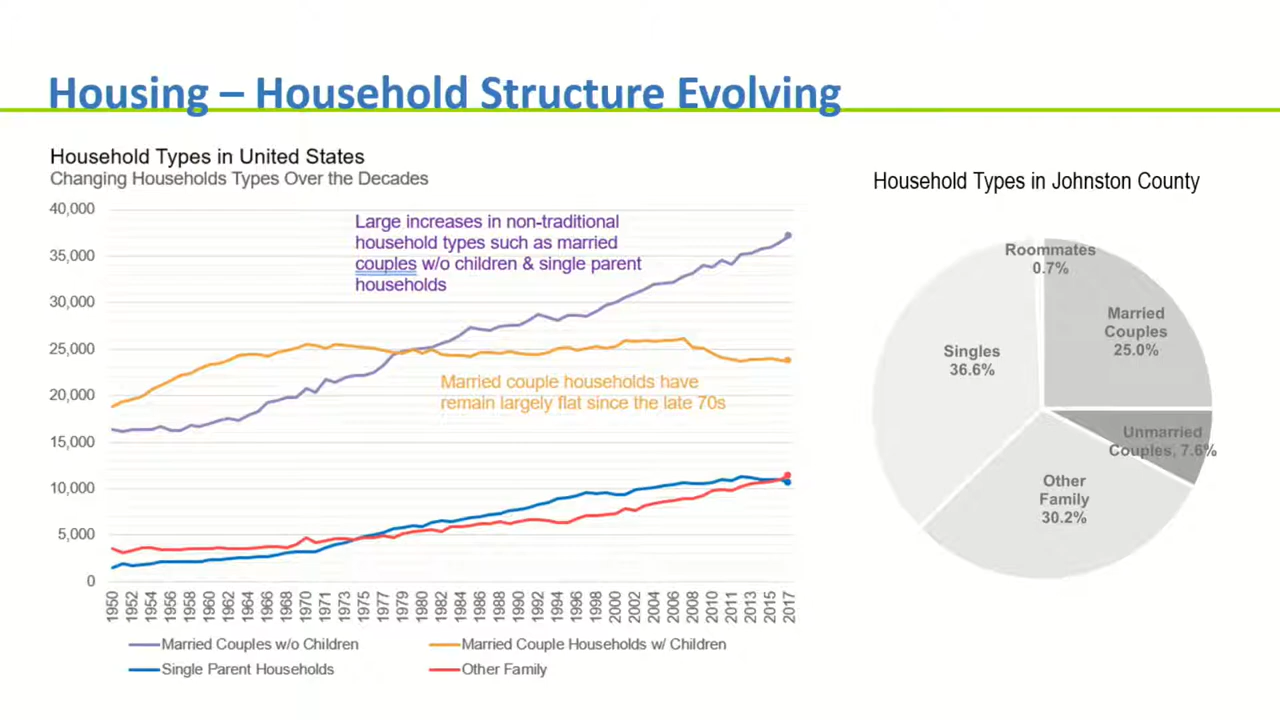 Housing – Household Structure Evolving
Household Types in United States
Changing Households Types Over the Decades
40,000
35,000
30,000
25,000
20,000
15,000
10,000
5,000
0
Large increases in non-traditional
household types such as married
couples w/o children & single parent
households
Married couple households have
remain largely flat since the late 70s
1950
1952
1954
1956
1958
1960
1962
1964
1966
1968
1970
1971
1973
1975
1977
1979
1980
1982
1984
1986
1988
1990
1992
1994
1996
1998
2000
2002
2004
2006
2008
2010
2011
2013
2015
2017
Married Couples w/o Children
Married Couple Households w/ Children
Single Parent Households
Other Family
Household Types in Johnston County
Roommates
0.7%
Married
Couples
25.0%
Singles
36.6%
Unmarried
Couples, 7.6%
Other
Family
30.2%